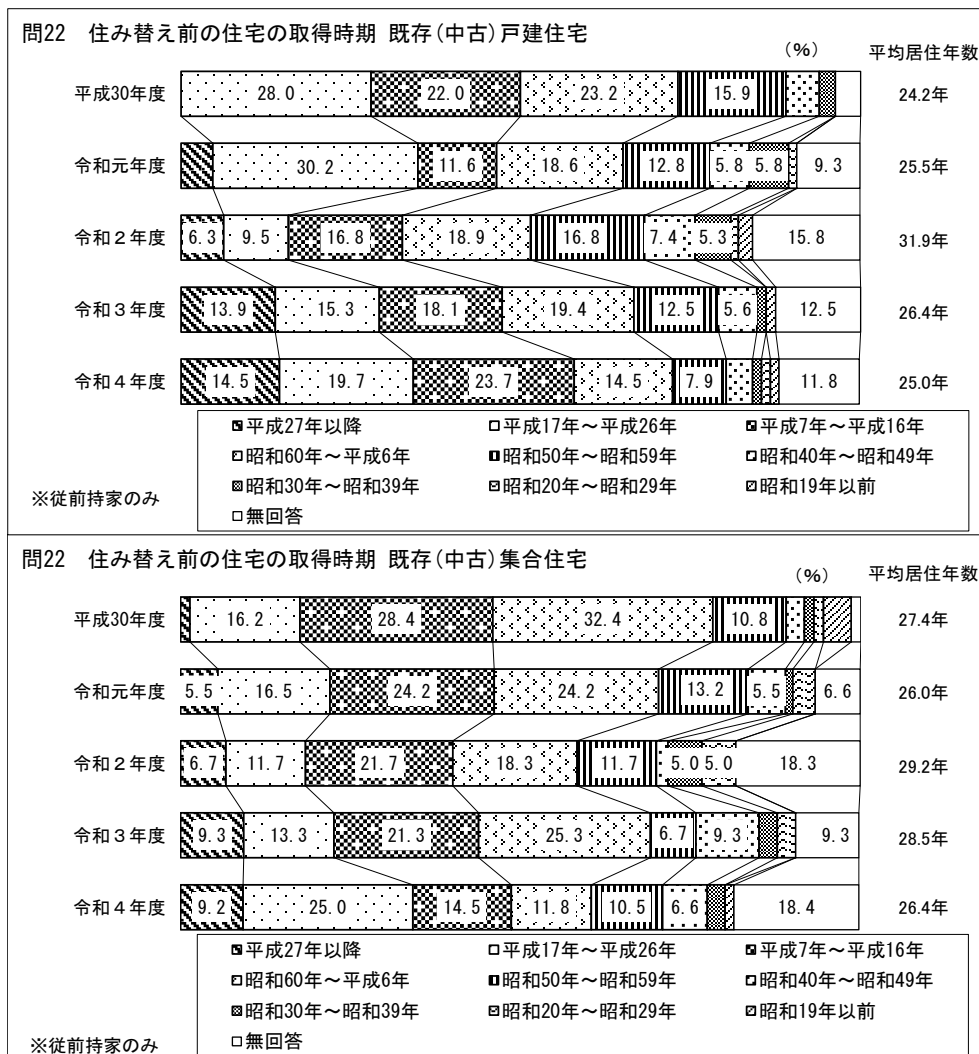 問22　住み替え前の住宅の取得時期 既存(中古)戸建住宅
(%)　平均居住年数
平成30年度　28.0　22.0　23.2　15.9　24.2年
令和元年度　30.2　11.6　18.6　12.8　5.8　5.8　9.3　25.5年
令和２年度　6.3　9.5　16.8　18.9　16.8　7.4　5.3　15.8　31.9年
令和３年度　13.9　15.3　18.1　19.4　12.5　5.6　12.5　26.4年
令和４年度　14.5　19.7　23.7　14.5　7.9　11.8　25.0年
平成27年以降　平成17年～平成26年　平成7年～平成16年
昭和60年～平成6年　昭和50年～昭和59年　昭和40年～昭和49年
昭和30年～昭和39年　昭和20年～昭和29年　昭和19年以前
※従前持家のみ
無回答
問22　住み替え前の住宅の取得時期 既存(中古)集合住宅
(%)　平均居住年数
平成30年度　16.2　28.4　32.4　10.8　27.4年
令和元年度　5.5　16.5　24.2　24.2　13.2　5.5　6.6　26.0年
令和２年度　6.7　11.7　21.7　18.3　11.7　5.0　5.0　18.3　29.2年
令和３年度　9.3　13.3　21.3　25.3　6.7　9.3　9.3　28.5年
令和４年度　9.2　25.0　14.5　11.8　10.5　6.6　18.4　26.4年
平成27年以降　平成17年～平成26年　平成7年～平成16年
昭和60年～平成6年　昭和50年～昭和59年　昭和40年～昭和49年
昭和30年～昭和39年　昭和20年～昭和29年　昭和19年以前
※従前持家のみ　無回答